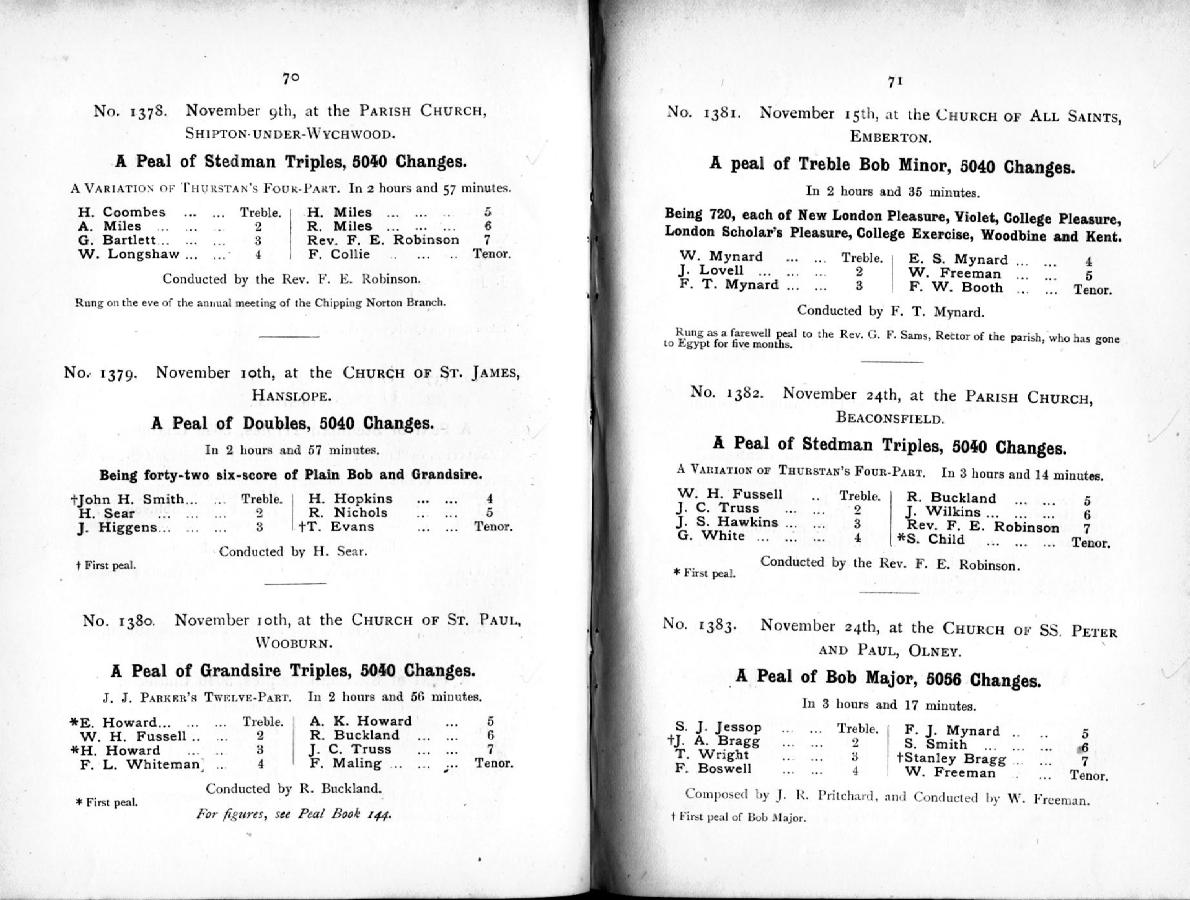 70
No. 1378. November 9th, at the PARISH CHURCH,
SHIPTON-UNDER-WYCHWOOD.
A Peal of Stedman Triples, 5040 Changes.
A VARIATION OF THURSTAN'S FOUR-PART. In 2 hours and 57 minutes.
H. Coombes ... ... Treble. | H. Miles ... ... .. 5
A. Miles ... ... ... 2 | R. Miles ... ... ... 6
G. Bartlett .. ... ... 3 | Rev. F. E. Robinson 7
W. Longshaw ... ... 4 | F. Collie .. ... .. Tenor.
Conducted by the Rev. F. E. Robinson.
Rung on the eve of the annual meeting of the Chipping Norton Branch.
No. 1379. November 10th, at the CHURCH OF ST. JAMES,
HANSLOPE.
A Peal of Doubles, 5040 Changes.
In 2 hours and 57 minutes.
Being forty-two six-score of Plain Bob and Grandsire.
†John H. Smith... ... Treble. | H. Hopkins ... ... 4
H. Sear ... ... ... 2 | R. Nichols ... ... 5
J. Higgens... ... ... 3 | †T. Evans ... ... Tenor.
Conducted by H. Sear.
† First peal.
No. 1380. November 10th, at the CHURCH OF ST. PAUL,
WOOBURN.
A Peal of Grandsire Triples, 5040 Changes.
J. J. PARKER'S TWELVE-PART. In 2 hours and 56 minutes.
*E. Howard... ... ... Treble. | A. K. Howard ... 5
W. H. Fussell .. ... 2 | R. Buckland ... ... 6
*H. Howard ... .. 3 | J. C. Truss ... ... 7
F. L. Whiteman ... 4 | F. Maling ... ... ... Tenor.
Conducted by R. Buckland.
* First peal.
For figures, see Peal Book 144.
71
No. 1381. November 15th, at the CHURCH OF ALL SAINTS,
EMBERTON.
A peal of Treble Bob Minor, 5040 Changes.
In 2 hours and 35 minutes.
Being 720, each of New London Pleasure, Violet, College Pleasure,
London Scholar's Pleasure, College Exercise, Woodbine and Kent.
W. Mynard ... ... Treble. | E. S. Mynard ... ... 4
J. Lovell ... ... ... 2 | W. Freeman ... ... 5
F. T. Mynard ... ... 3 | F. W. Booth ... ... Tenor.
Conducted by F. T. Mynard.
Rung as a farewell peal to the Rev. G. F. Sams, Rector of the parish, who has gone
to Egypt for five months.
No. 1382. November 24th, at the PARISH CHURCH,
BEACONSFIELD.
A Peal of Stedman Triples, 5040 Changes.
A VARIATION OF THURSTAN'S FOUR-PART. In 3 hours and 14 minutes.
W. H. Fussell .. Treble. | R. Buckland ... ... 5
J. C. Truss ... ... 2 | J. Wilkins ... ... ... 6
J. S. Hawkins ... ... 3 | Rev. F. E. Robinson 7
G. White ... ... ... 4 | *S. Child ... ... ... Tenor.
Conducted by the Rev. F. E. Robinson.
* First peal.
No. 1383. November 24th, at the CHURCH OF SS. PETER
AND PAUL, OLNEY.
A Peal of Bob Major, 5056 Changes.
In 3 hours and 17 minutes.
S. J. Jessop ... ... Treble. | F. J. Mynard .. .. 5
†J. A. Bragg ... ... 2 | S. Smith ... ... ... 6
T. Wright ... ... 3 | †Stanley Bragg .. ... 7
F. Boswell ... ... 4 | W. Freeman . ... Tenor.
Composed by J. R. Pritchard, and Conducted by W. Freeman.
† First peal of Bob Major.